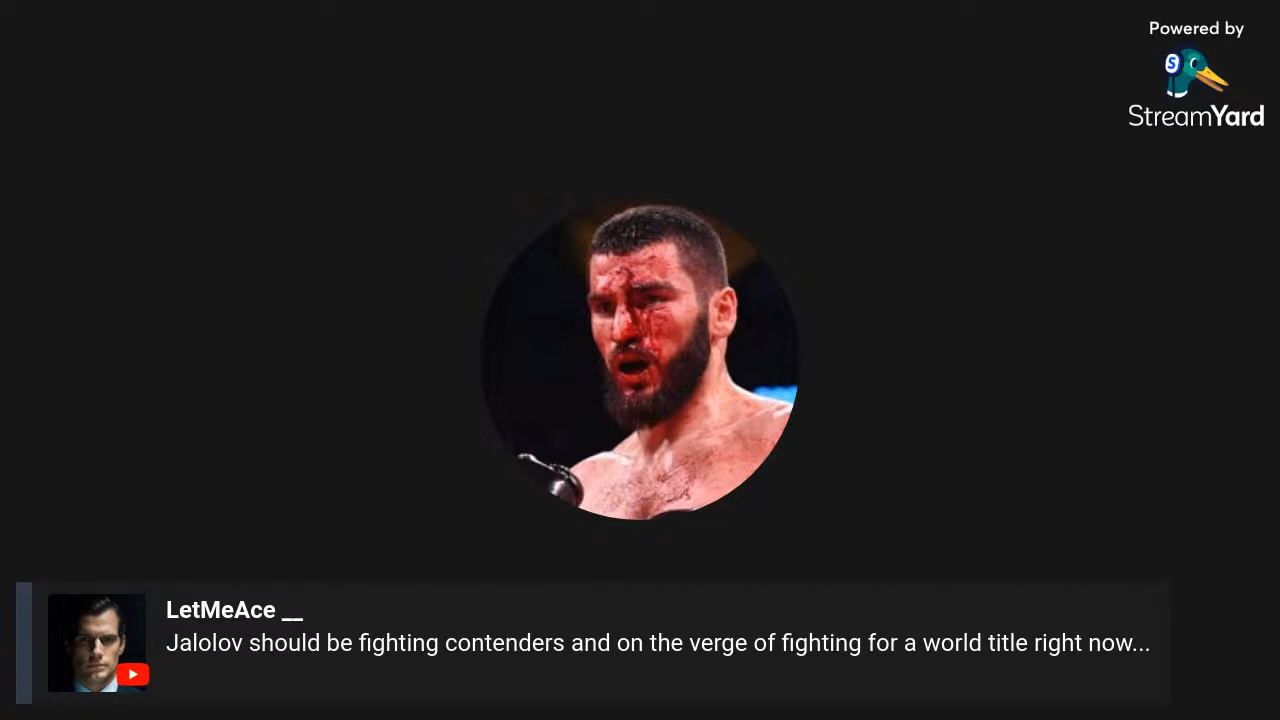 Powered by
S
StreamYard
LetMeAce __
Jalolov should be fighting contenders and on the verge of fighting for a world title right now...